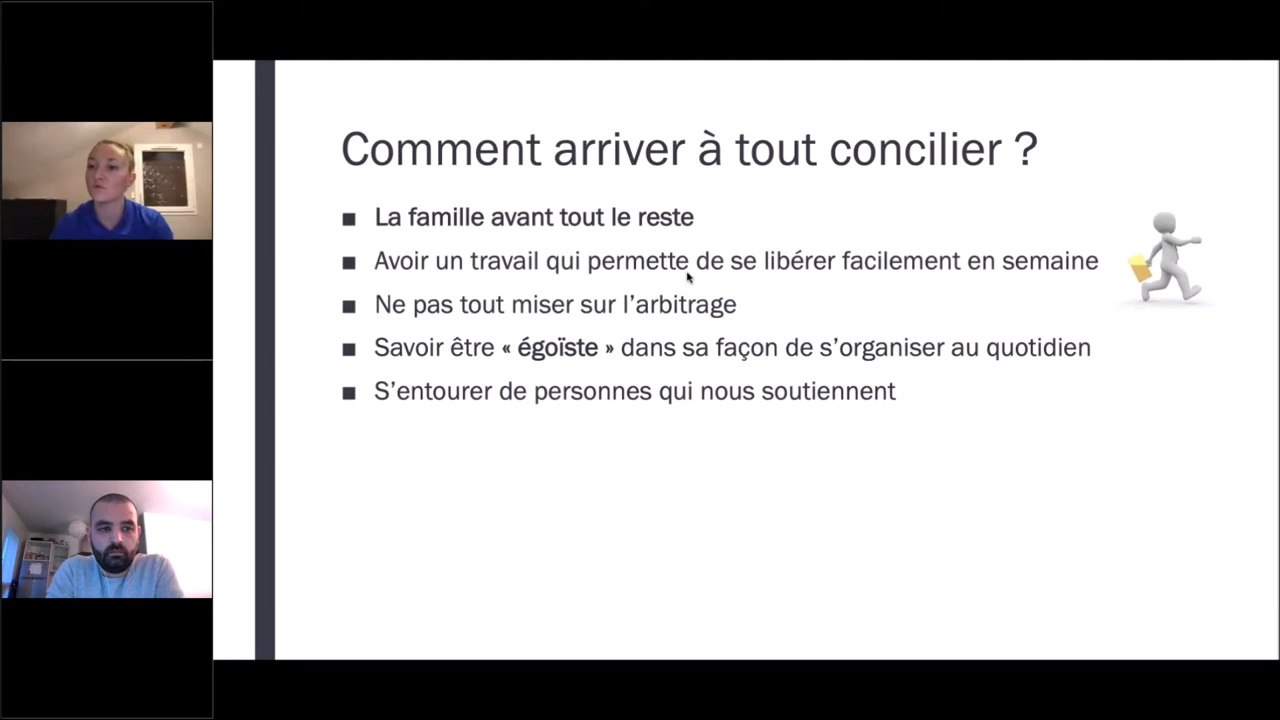 Comment arriver à tout concilier ?
La famille avant tout le reste
Avoir un travail qui permette de se libérer facilement en semaine
Ne pas tout miser sur l’arbitrage
Savoir être « égoïste » dans sa façon de s’organiser au quotidien
S’entourer de personnes qui nous soutiennent